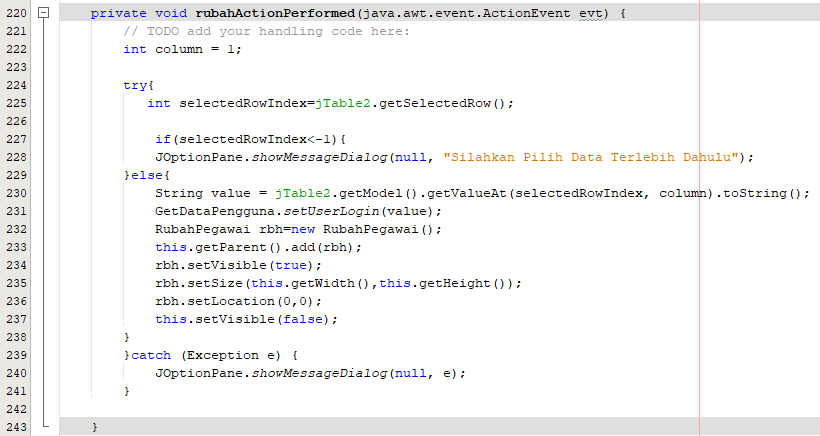 220 private void rubahActionPerformed(java.awt.event.ActionEvent evt) {
221 // TODO add your handling code here:
222 int column = 1;
223
224 try{
225 int selectedRowIndex=jTable2.getSelectedRow();
226
227 if(selectedRowIndex<-1){
228 JOptionPane.showMessageDialog(null, "Silahkan Pilih Data Terlebih Dahulu");
229 }else{
230 String value = jTable2.getModel().getValueAt(selectedRowIndex, column).toString();
231 GetDataPengguna.setUserLogin(value);
232 RubahPegawai rbh=new RubahPegawai();
233 this.getParent().add(rbh);
234 rbh.setVisible(true);
235 rbh.setSize(this.getWidth(),this.getHeight());
236 rbh.setLocation(0,0);
237 this.setVisible(false);
238 }
239 }catch (Exception e) {
240 JOptionPane.showMessageDialog(null, e);
241 }
242
243 }